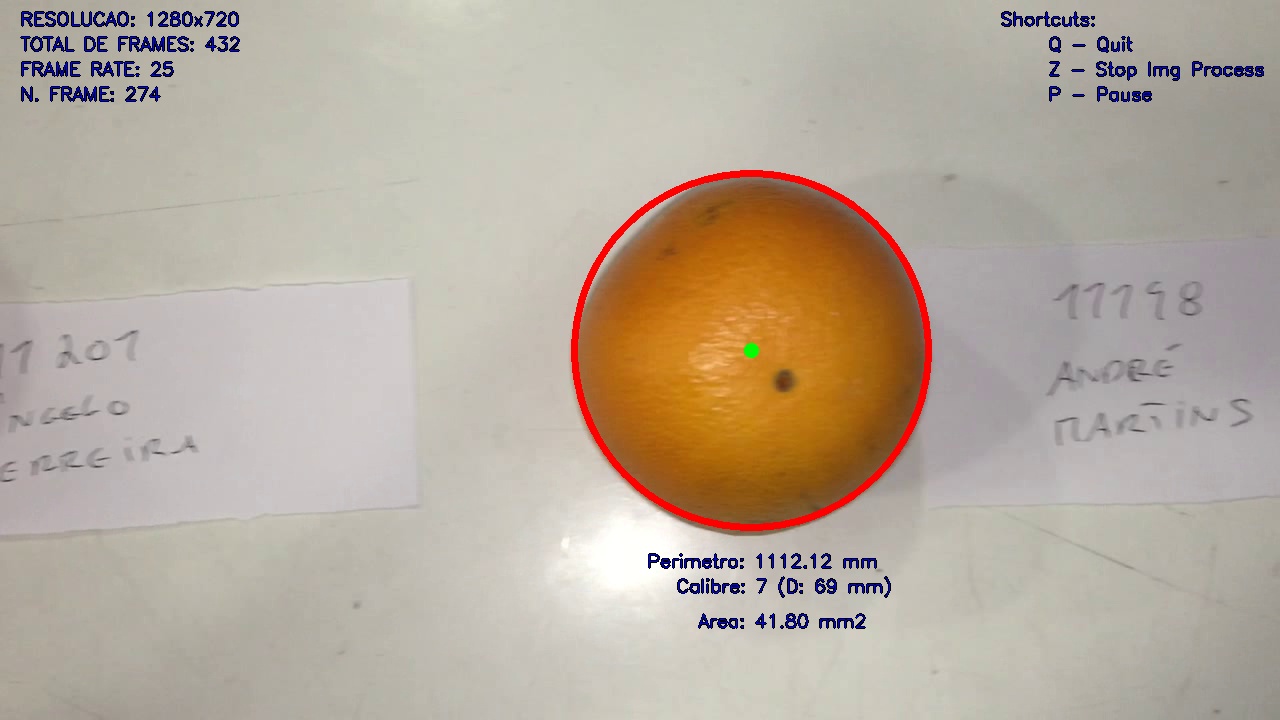 RESOLUCAO: 1280x720
TOTAL DE FRAMES: 432
FRAME RATE: 25
N. FRAME: 274
Shortcuts:
Q - Quit
Z - Stop Img Process
P - Pause
11198
ANDRÉ
MARTINS
201
NGELO
ERREIRA
Perimetro: 1112.12 mm
Calibre: 7 (D: 69 mm)
Area: 41.80 mm2